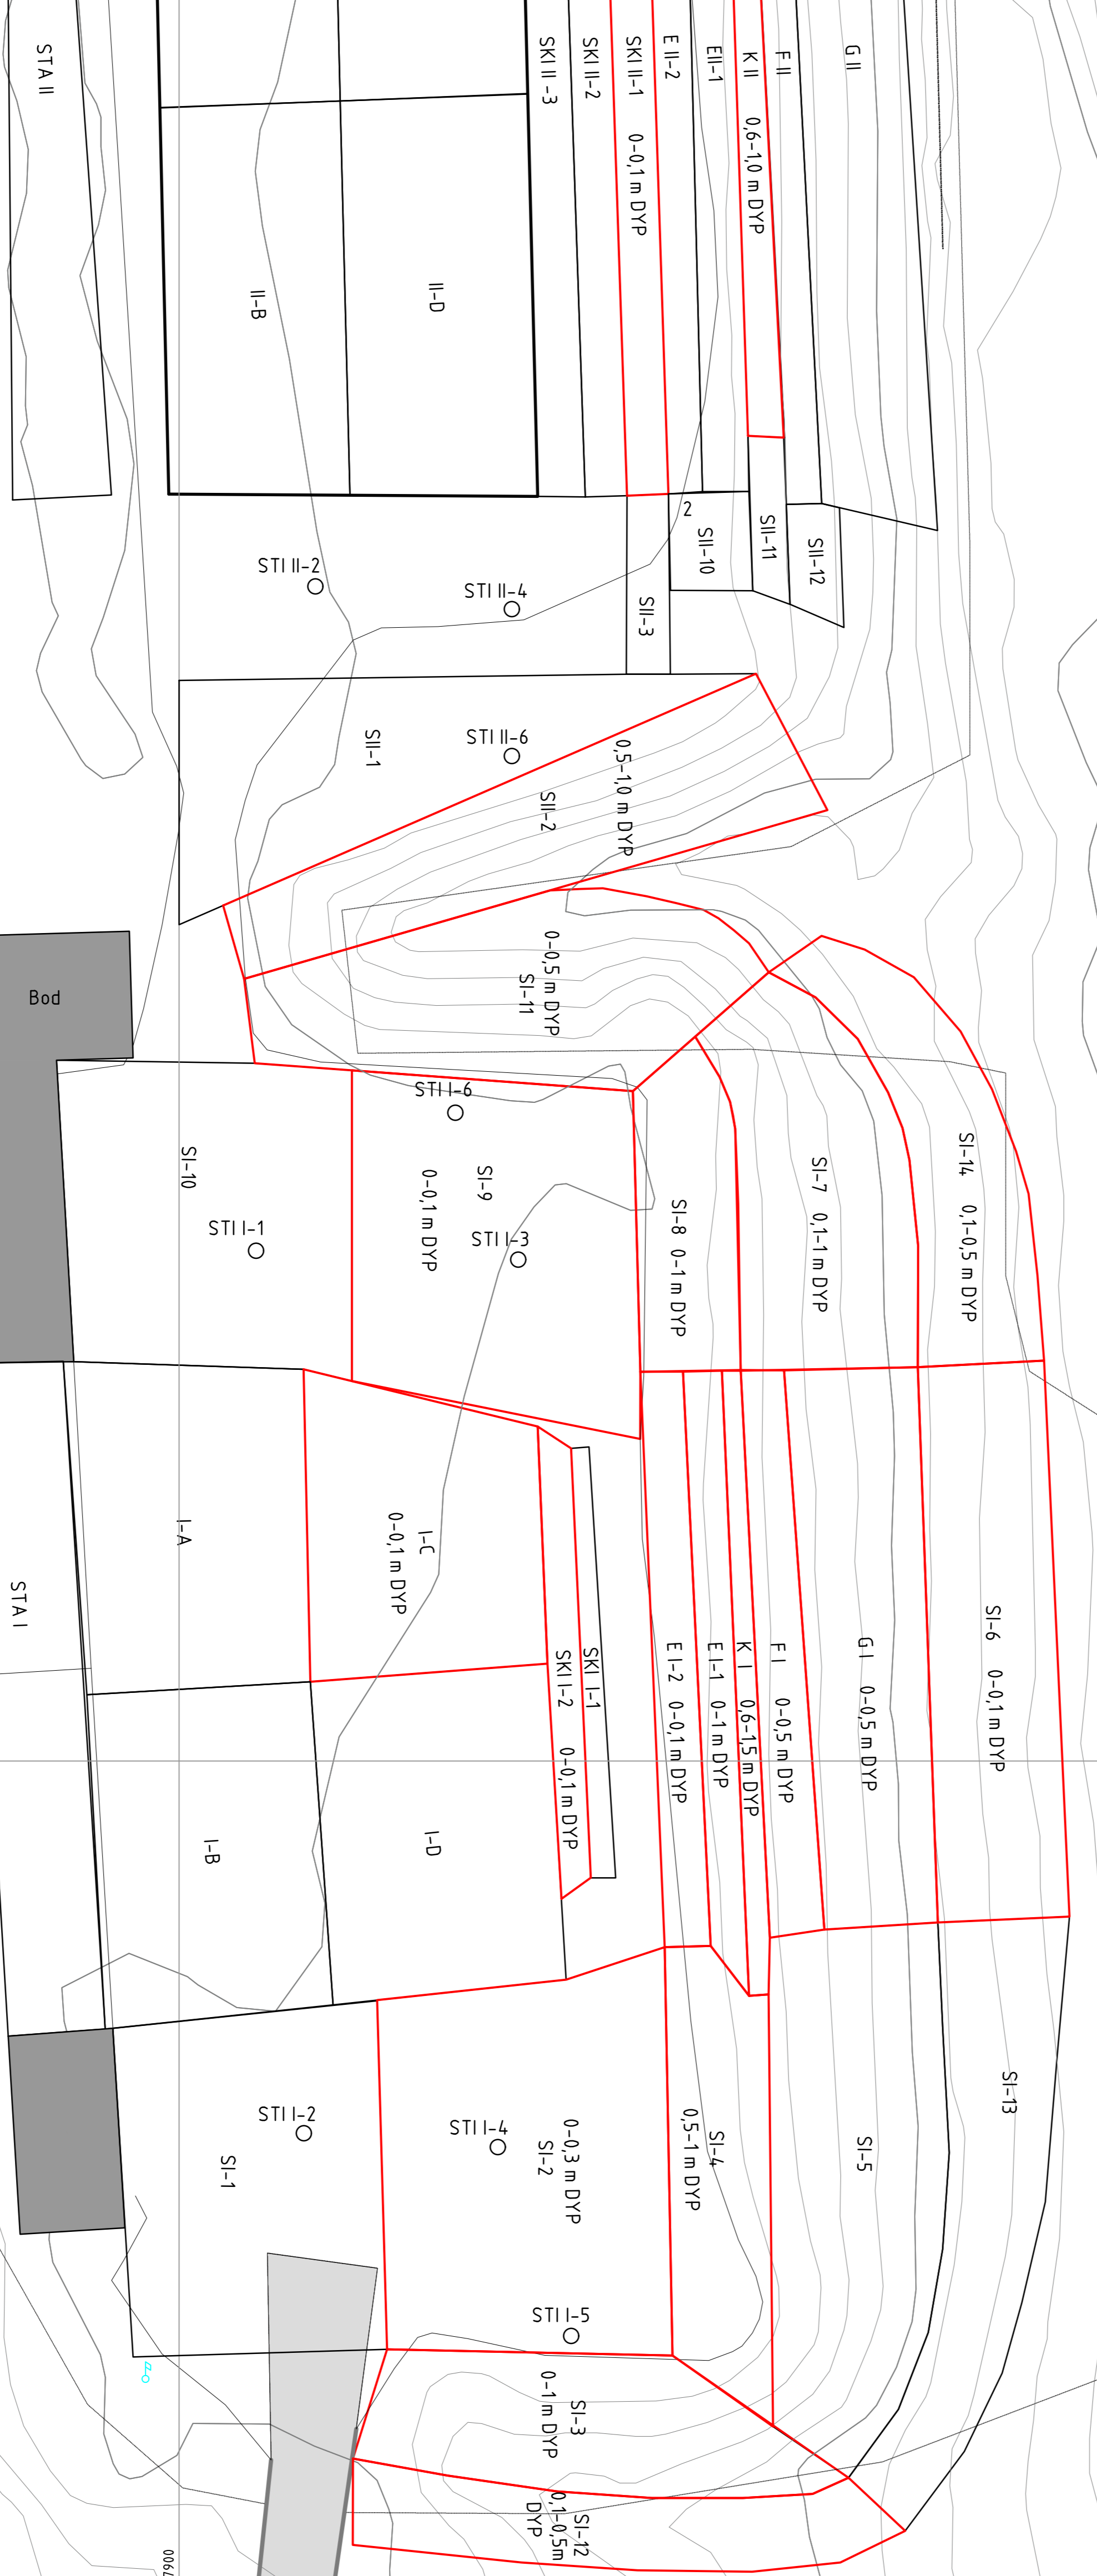 STA II
SKI II -3
SKI II-2
SKI II-1 0-0,1 m DYP
E II-2
EII-1
K II 0,6-1,0 m DYP
F II
G II
II-B
II-D
2
SII-10
SII-11
SII-12
STI II-2
STI II-4
SII-3
SII-1
STI II-6
SII-2
0,5-1,0 m DYP
Bod
0-0,5 m DYP
SI-11
STI I-6
SI-10
SI-9
0-0,1 m DYP
STI I-1
STI I-3
SI-8 0-1 m DYP
SI-7 0,1-1 m DYP
SI-14 0,1-0,5 m DYP
I-A
I-C
0-0,1 m DYP
STA I
SKI I-2 0-0,1 m DYP
SKI I-1
E I-2 0-0,1 m DYP
E I-1 0-1 m DYP
K I 0,6-1,5 m DYP
F I 0-0,5 m DYP
G I 0-0,5 m DYP
SI-6 0-0,1 m DYP
I-B
I-D
SI-13
STI I-2
STI I-4
SI-1
0-0,3 m DYP
SI-2
SI-4
0,5-1 m DYP
SI-5
STI I-5
SI-3
0-1 m DYP
SI-12
0,1-0,5m
DYP